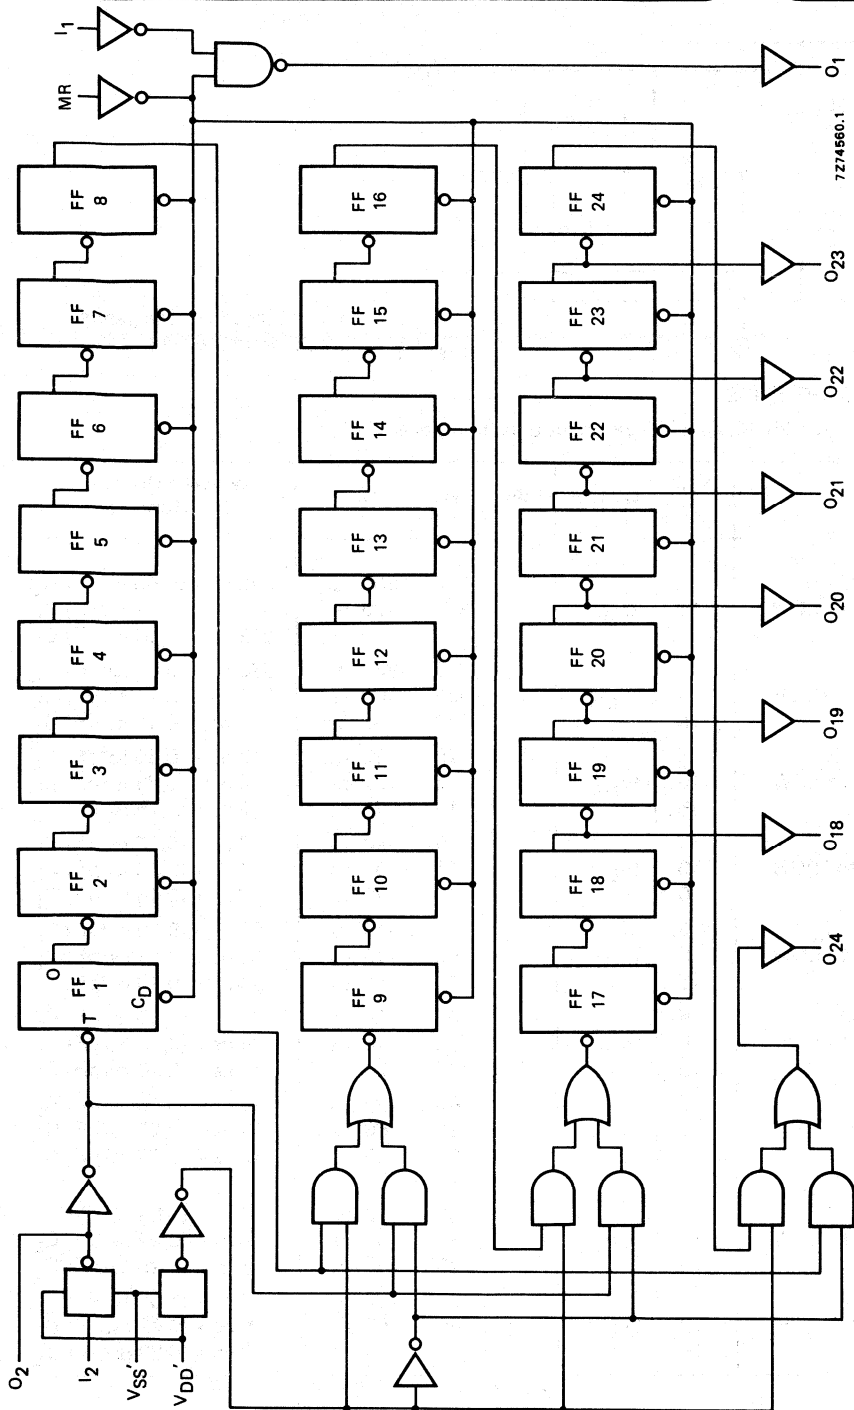 I1
MR
O1
7Z74560.1
FF 8
FF 7
FF 6
FF 5
FF 4
FF 3
FF 2
O
FF 1
T
CD
FF 16
FF 15
FF 14
FF 13
FF 12
FF 11
FF 10
FF 9
FF 24
FF 23
FF 22
FF 21
FF 20
FF 19
FF 18
FF 17
O23
O22
O21
O20
O19
O18
O24
O2
I2
VSS'
VDD'